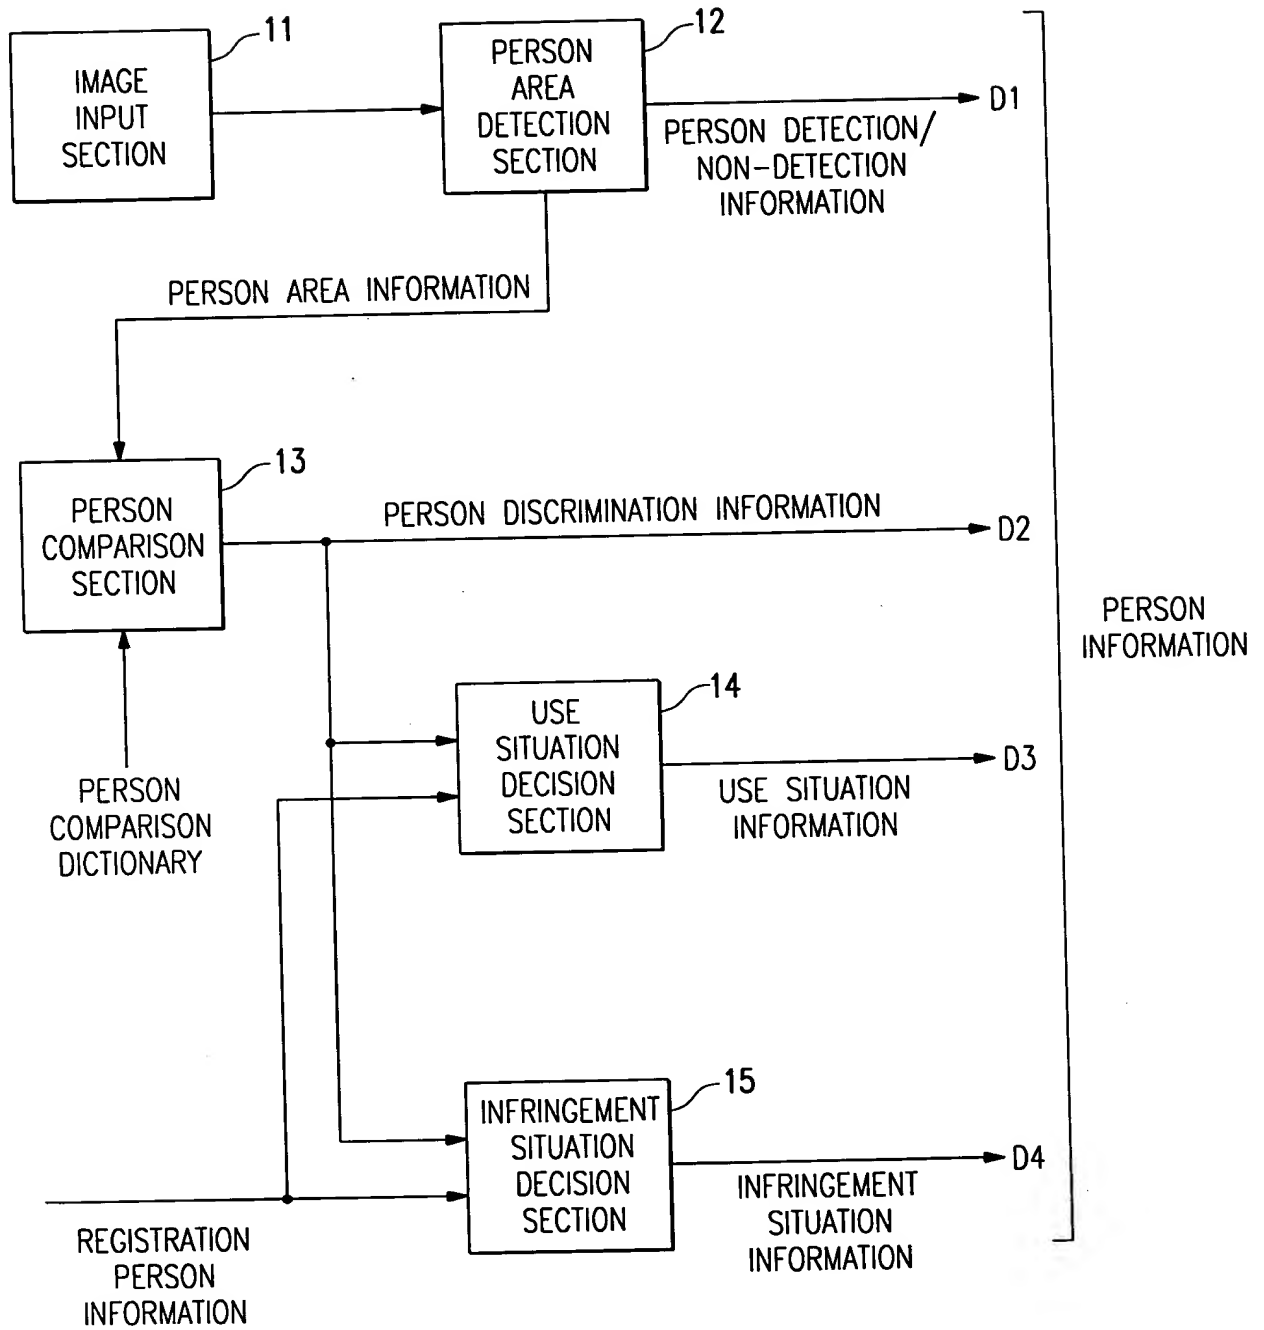 11
IMAGE
INPUT
SECTION
12
PERSON
AREA
DETECTION
SECTION
D1
PERSON DETECTION/
NON-DETECTION
INFORMATION
PERSON AREA INFORMATION
13
PERSON
COMPARISON
SECTION
PERSON DISCRIMINATION INFORMATION
D2
PERSON
INFORMATION
PERSON
COMPARISON
DICTIONARY
14
USE
SITUATION
DECISION
SECTION
D3
USE SITUATION
INFORMATION
15
INFRINGEMENT
SITUATION
DECISION
SECTION
D4
INFRINGEMENT
SITUATION
INFORMATION
REGISTRATION
PERSON
INFORMATION